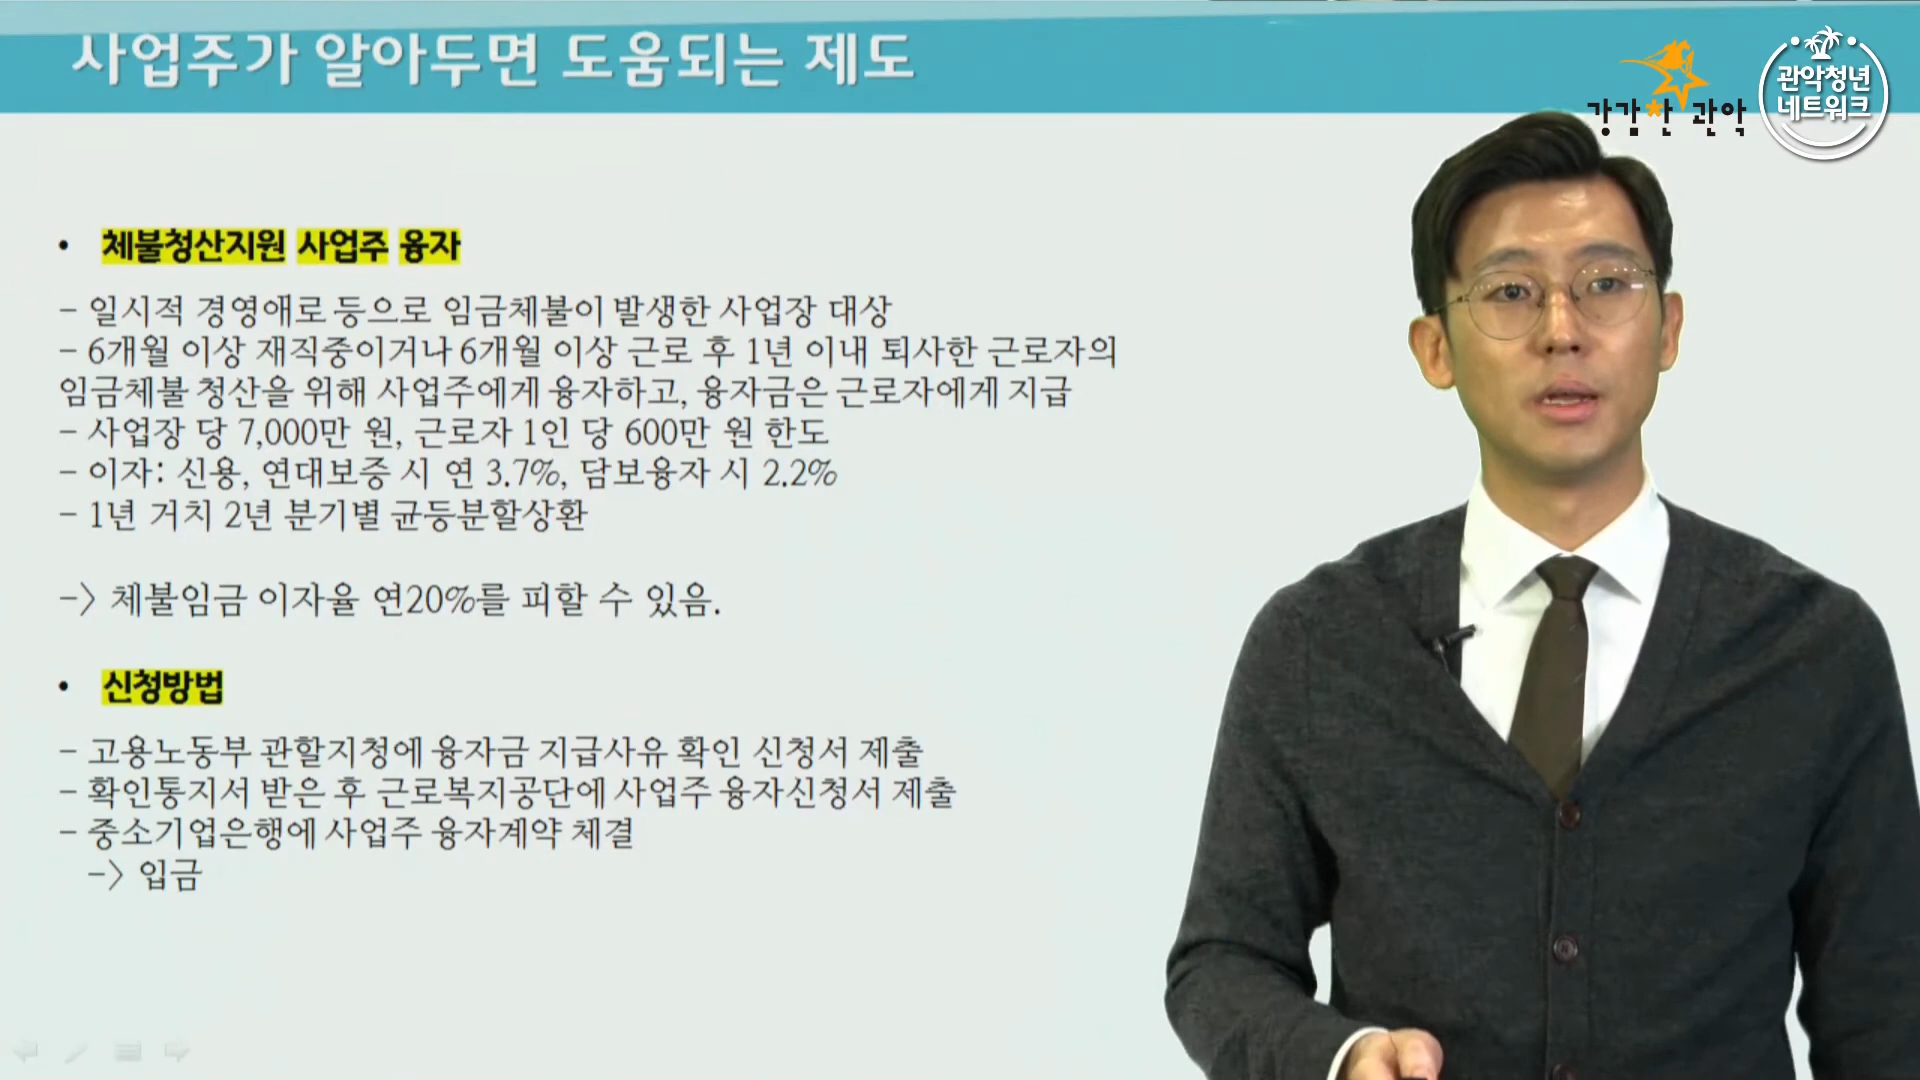 사업주가 알아두면 도움되는 제도
강감찬 관악
관악청년
네트워크
• 체불청산지원 사업주 융자
- 일시적 경영애로 등으로 임금체불이 발생한 사업장 대상
- 6개월 이상 재직중이거나 6개월 이상 근로 후 1년 이내 퇴사한 근로자의
임금체불 청산을 위해 사업주에게 융자하고, 융자금은 근로자에게 지급
- 사업장 당 7,000만 원, 근로자 1인 당 600만 원 한도
- 이자: 신용, 연대보증 시 연 3.7%, 담보융자 시 2.2%
- 1년 거치 2년 분기별 균등분할상환
-> 체불임금 이자율 연20%를 피할 수 있음.
• 신청방법
- 고용노동부 관할지청에 융자금 지급사유 확인 신청서 제출
- 확인통지서 받은 후 근로복지공단에 사업주 융자신청서 제출
- 중소기업은행에 사업주 융자계약 체결
-> 입금